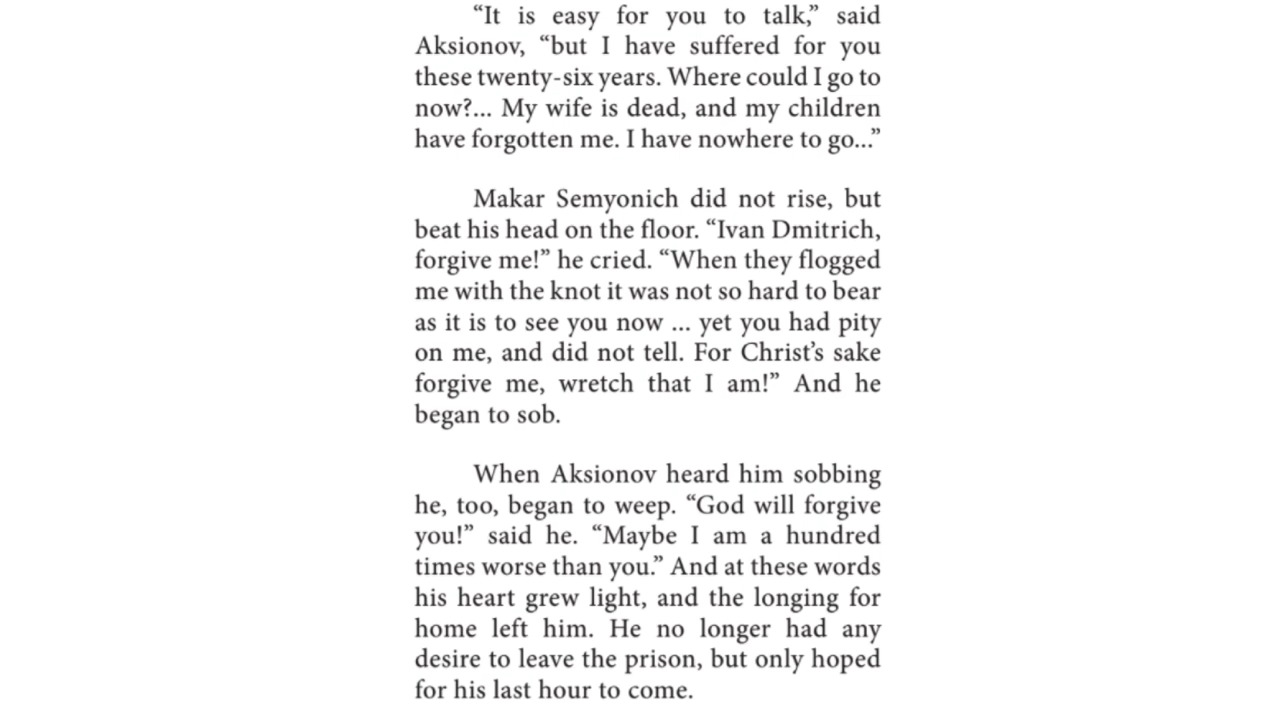 “It is easy for you to talk,” said
Aksionov, “but I have suffered for you
these twenty-six years. Where could I go to
now?... My wife is dead, and my children
have forgotten me. I have nowhere to go...”
Makar Semyonich did not rise, but
beat his head on the floor. “Ivan Dmitrich,
forgive me!” he cried. “When they flogged
me with the knot it was not so hard to bear
as it is to see you now ... yet you had pity
on me, and did not tell. For Christ’s sake
forgive me, wretch that I am!” And he
began to sob.
When Aksionov heard him sobbing
he, too, began to weep. “God will forgive
you!” said he. “Maybe I am a hundred
times worse than you.” And at these words
his heart grew light, and the longing for
home left him. He no longer had any
desire to leave the prison, but only hoped
for his last hour to come.